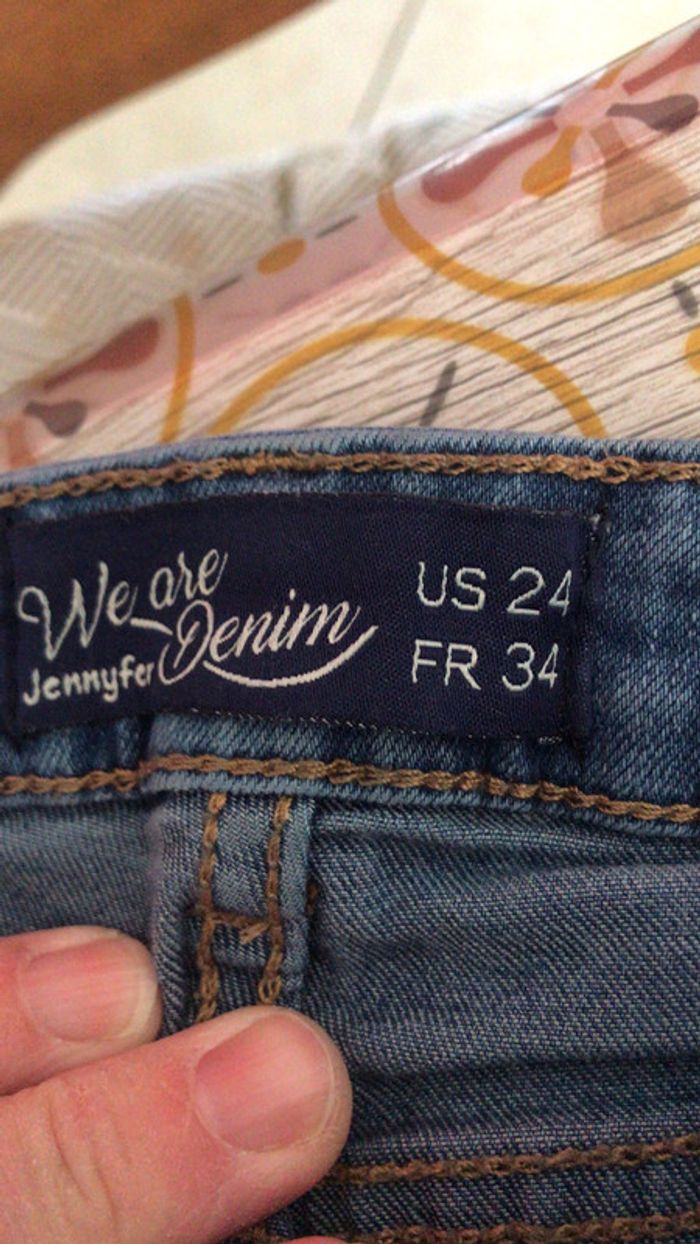 We are
Denim
Jennyfer
US 24
FR 34